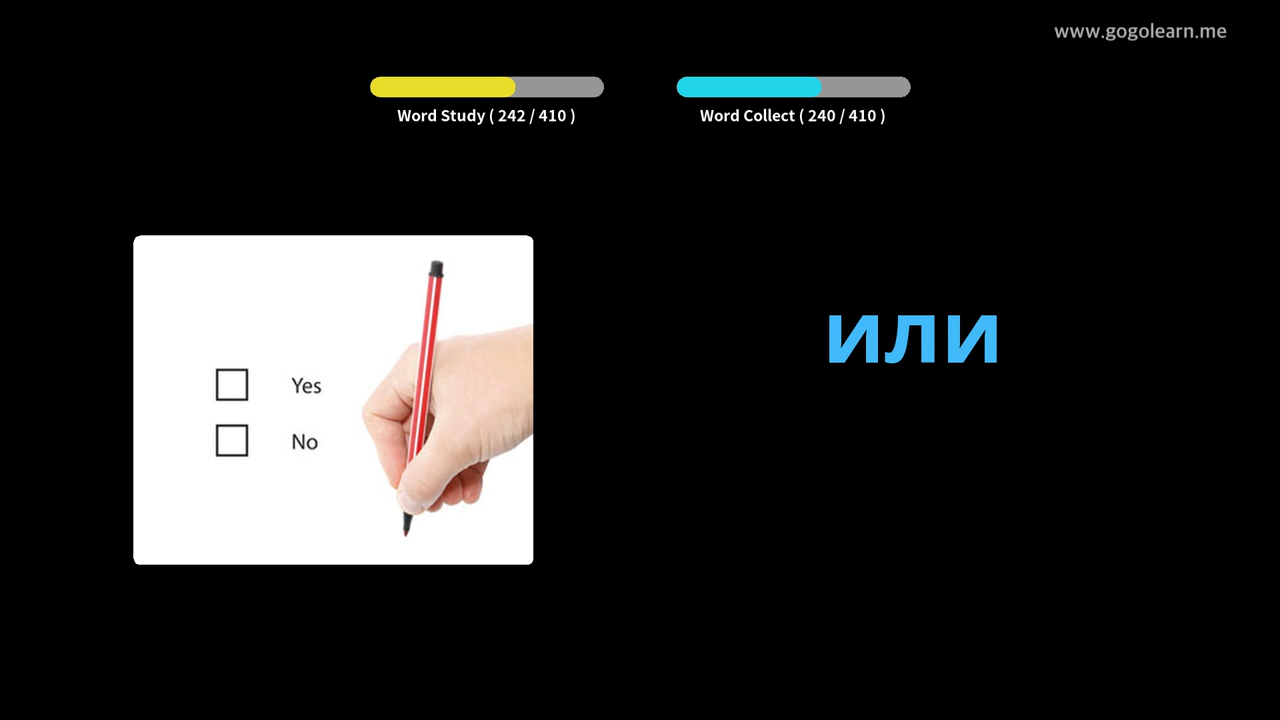 www.gogolearn.me
Word Study ( 242 / 410 )
Word Collect ( 240 / 410 )
Yes
No
или